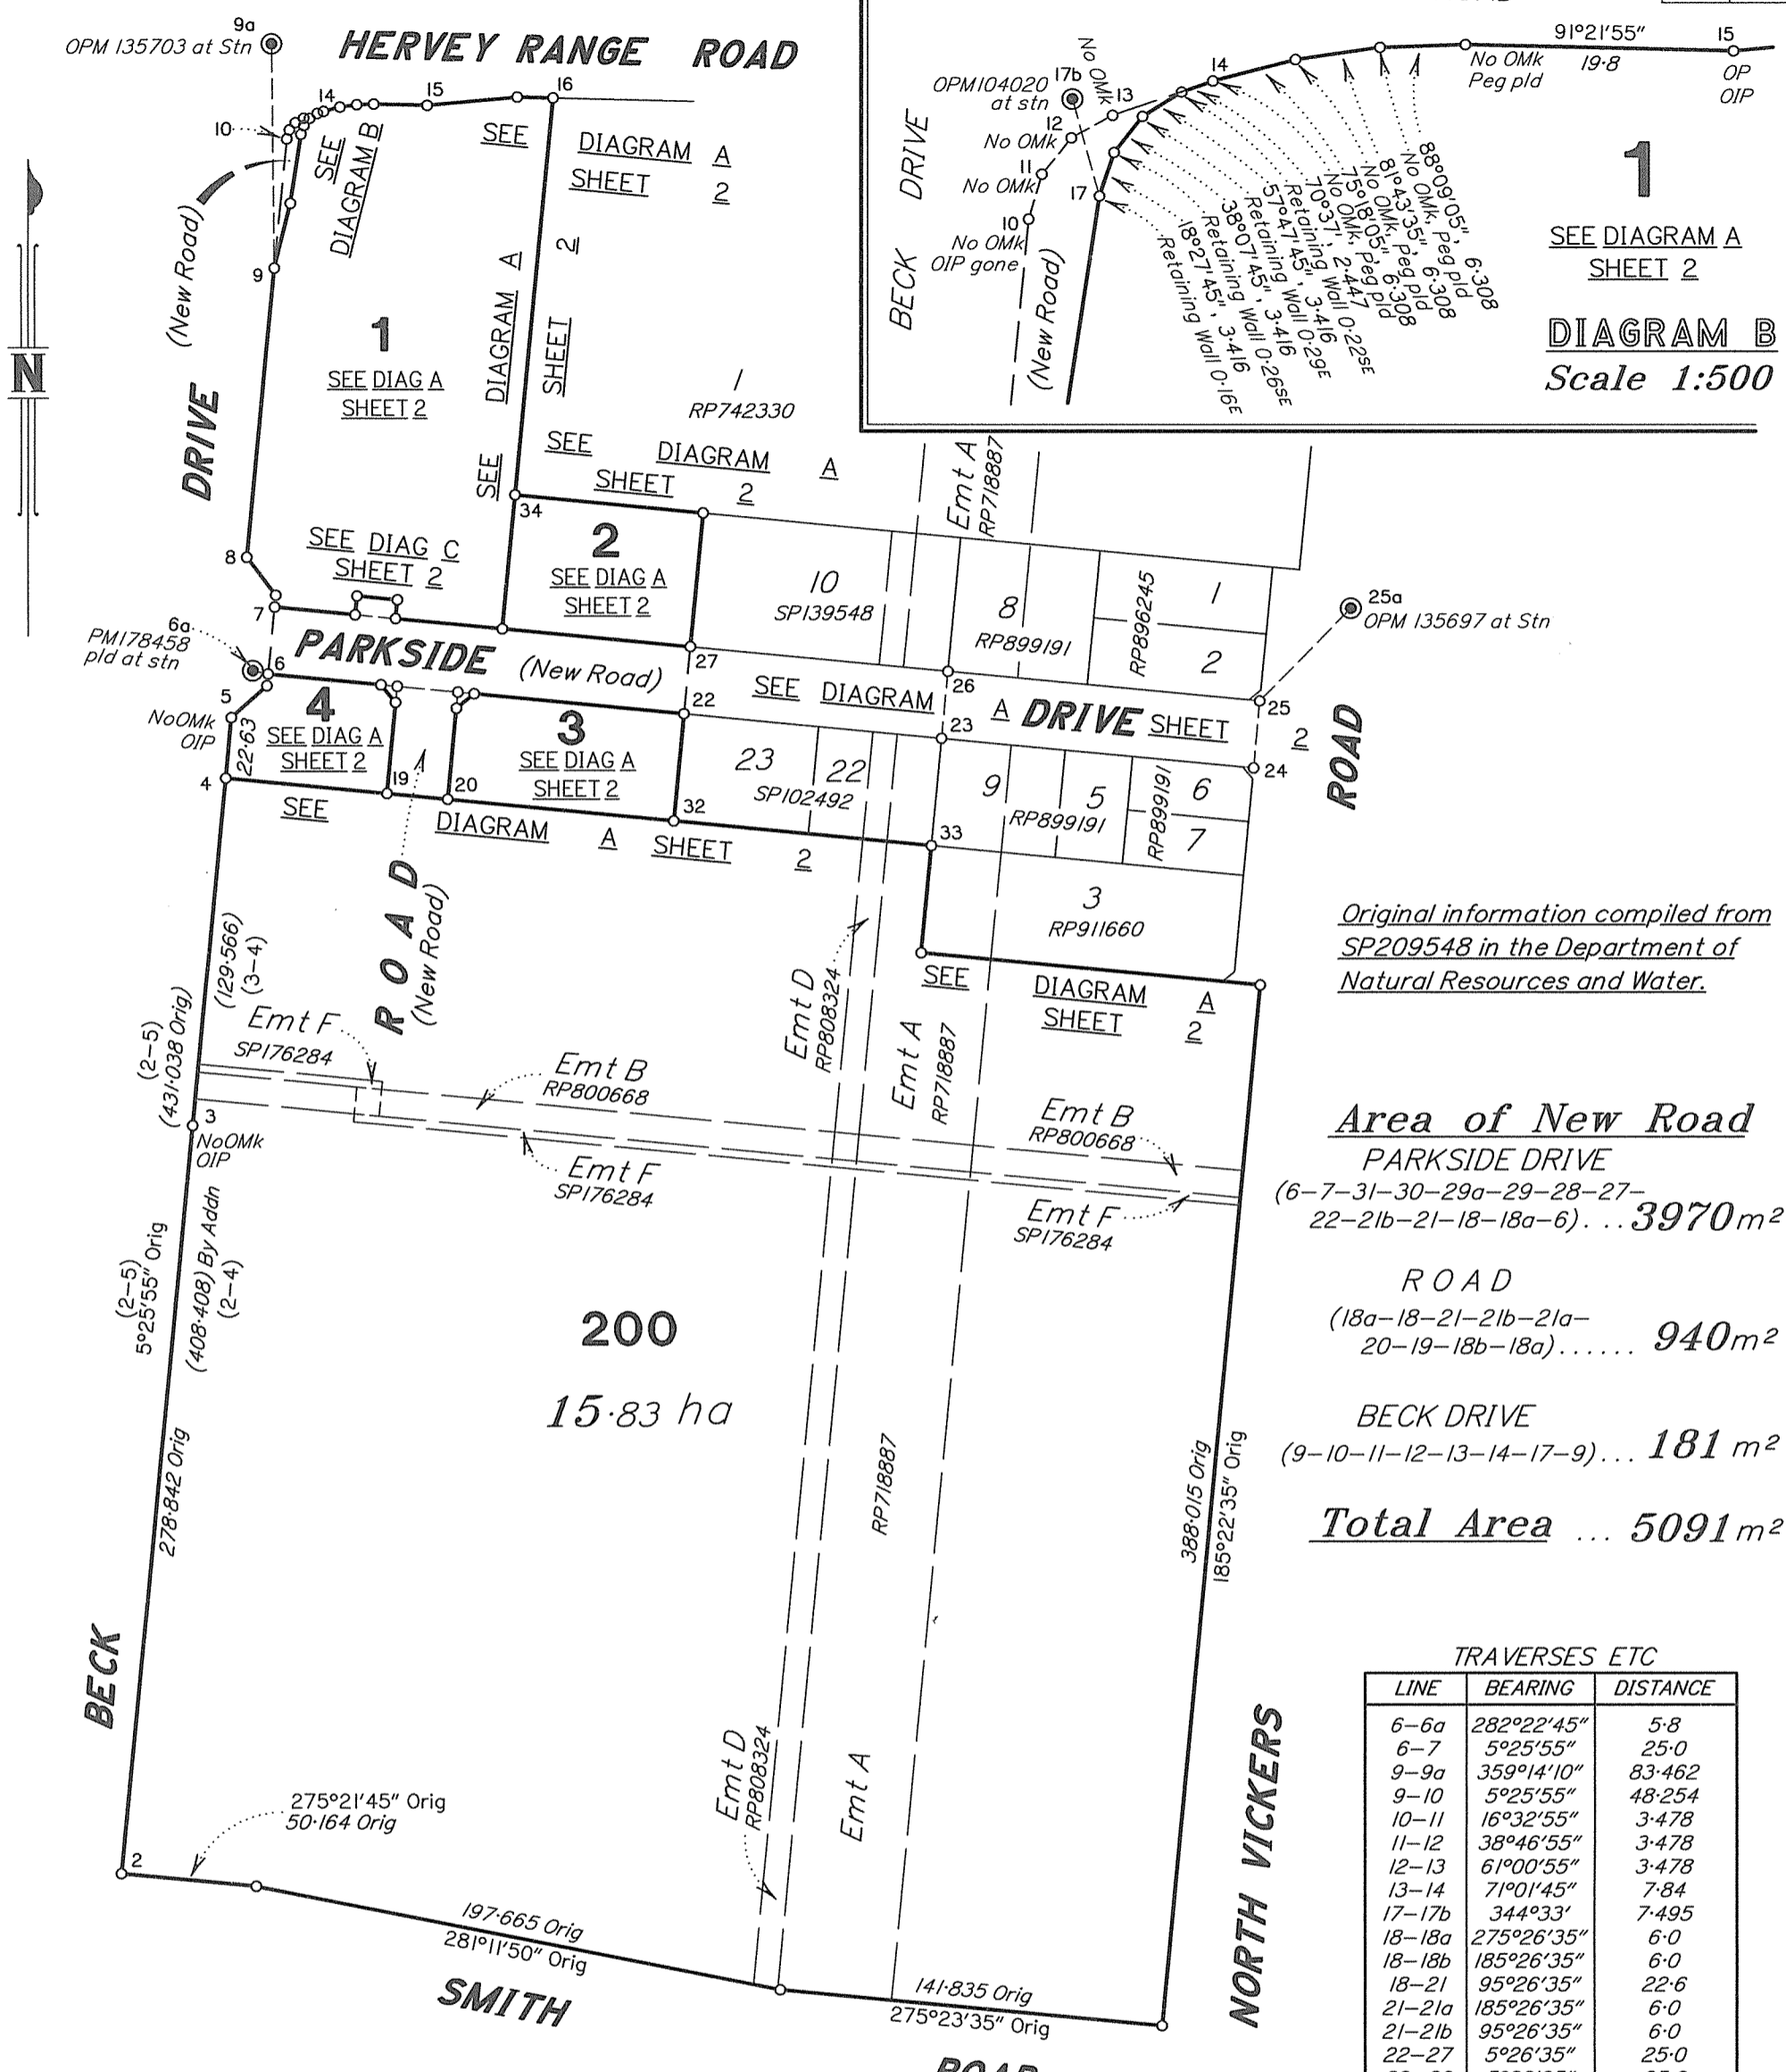 9a
OPM 135703 at Stn
HERVEY RANGE ROAD
16
15
14
10
SEE
DIAGRAM B
SEE
DIAGRAM A
SHEET 2
(New Road)
9
1
SEE DIAG A
SHEET 2
SEE DIAGRAM A
SHEET 2
1
RP742330
N
DRIVE
SEE DIAGRAM A
SHEET 2
34
8
SEE DIAG C
SHEET 2
2
SEE DIAG A
SHEET 2
10
SP139548
Emt A
RP718887
8
RP899191
RP896245
1
2
25a
OPM 135697 at Stn
7
6a
PM178458
pld at stn
6
PARKSIDE (New Road)
27
22
SEE DIAGRAM A DRIVE SHEET 2
26
23
25
24
ROAD
5
No OMk
OIP
22·63
4
4
SEE DIAG A
SHEET 2
19
20
3
SEE DIAG A
SHEET 2
32
23
22
SP102492
9
5
RP899191
RP899191
6
7
33
SEE DIAGRAM A SHEET 2
3
RP911660
SEE DIAGRAM A
SHEET 2
ROAD
(New Road)
(129·566)
(3-4)
(2-5)
(431·038 Orig)
Emt F
SP176284
Emt B
RP800668
Emt D
RP808324
Emt A
RP718887
Emt B
RP800668
3
No OMk
OIP
Emt F
SP176284
Emt F
SP176284
(2-5)
5°25'55" Orig
(408·408) By Addn
(2-4)
200
15·83 ha
278·842 Orig
RP718887
388·015 Orig
185°22'35" Orig
BECK
Emt D
RP808324
Emt A
NORTH VICKERS
275°21'45" Orig
50·164 Orig
2
197·665 Orig
281°11'50" Orig
SMITH
141·835 Orig
275°23'35" Orig
ROAD
91°21'55"
19·8
15
OP
OIP
No OMk
Peg pld
14
No OMk
OPM104020
at stn
17b
13
12
No OMk
11
No OMk
17
10
No OMk
OIP gone
BECK DRIVE
(New Road)
88°09'05", 6·308
No OMk, Peg pld
81°43'35", 6·308
No OMk, Peg pld
75°18'05", 6·308
No OMk, Peg pld
70°37', 2·447
Retaining Wall 0·22SE
57°47'45", 3·416
Retaining Wall 0·29E
38°07'45", 3·416
Retaining Wall 0·26SE
18°27'45", 3·416
Retaining Wall 0·16E
1
SEE DIAGRAM A
SHEET 2
DIAGRAM B
Scale 1:500
Original information compiled from
SP209548 in the Department of
Natural Resources and Water.
Area of New Road
PARKSIDE DRIVE
(6-7-31-30-29a-29-28-27-
22-21b-21-18-18a-6)...3970m²
ROAD
(18a-18-21-21b-21a-
20-19-18b-18a)...... 940m²
BECK DRIVE
(9-10-11-12-13-14-17-9)... 181 m²
Total Area ... 5091m²
TRAVERSES ETC
LINE BEARING DISTANCE
6-6a 282°22'45" 5·8
6-7 5°25'55" 25·0
9-9a 359°14'10" 83·462
9-10 5°25'55" 48·254
10-11 16°32'55" 3·478
11-12 38°46'55" 3·478
12-13 61°00'55" 3·478
13-14 71°01'45" 7·84
17-17b 344°33' 7·495
18-18a 275°26'35" 6·0
18-18b 185°26'35" 6·0
18-21 95°26'35" 22·6
21-21a 185°26'35" 6·0
21-21b 95°26'35" 6·0
22-27 5°26'35" 25·0